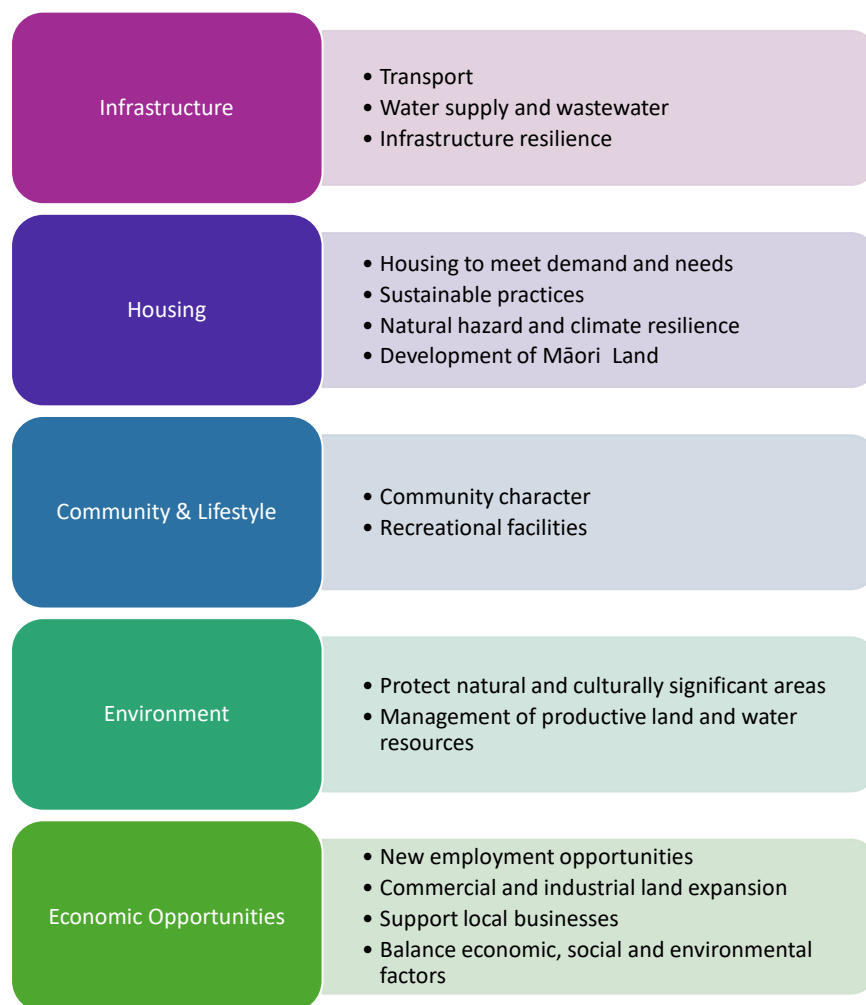 Infrastructure
• Transport
• Water supply and wastewater
• Infrastructure resilience
Housing
• Housing to meet demand and needs
• Sustainable practices
• Natural hazard and climate resilience
• Development of Māori  Land
Community & Lifestyle
• Community character
• Recreational facilities
Environment
• Protect natural and culturally significant areas
• Management of productive land and water
resources
Economic Opportunities
• New employment opportunities
• Commercial and industrial land expansion
• Support local businesses
• Balance economic, social and environmental
factors